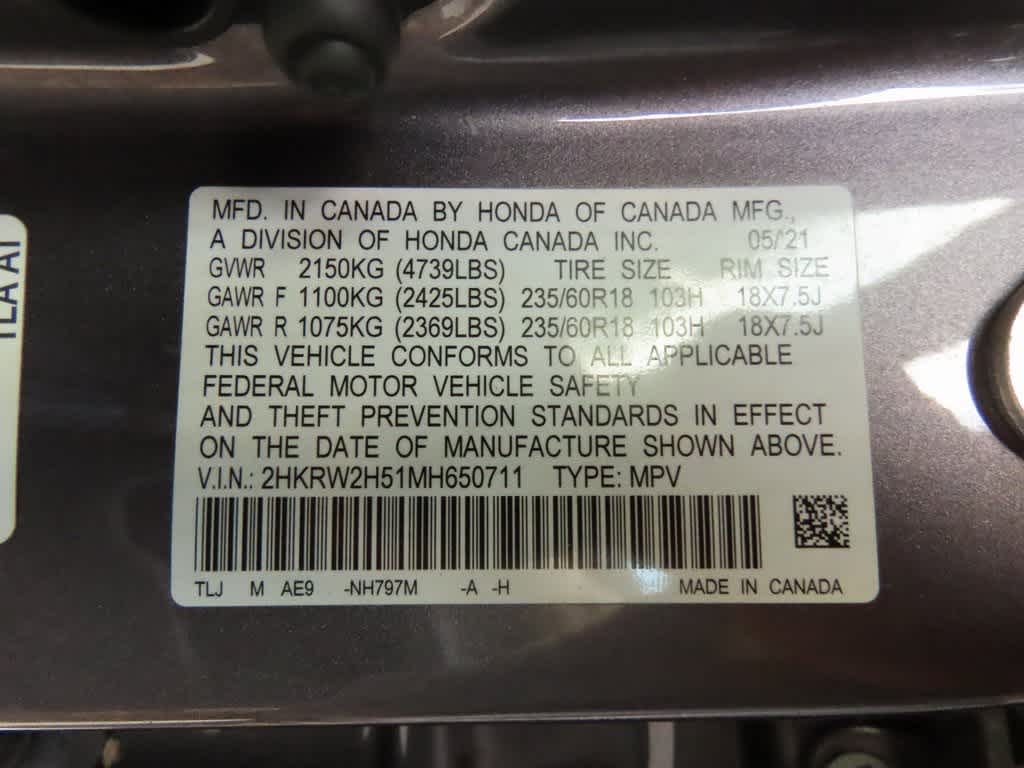 TLA A1
MFD. IN CANADA BY HONDA OF CANADA MFG.,
A DIVISION OF HONDA CANADA INC. 05/'21
GVWR 2150KG (4739LBS) TIRE SIZE RIM SIZE
GAWR F 1100KG (2425LBS) 235/60R18 103H 18X7.5J
GAWR R 1075KG (2369LBS) 235/60R18 103H 18X7.5J
THIS VEHICLE CONFORMS TO ALL APPLICABLE
FEDERAL MOTOR VEHICLE SAFETY
AND THEFT PREVENTION STANDARDS IN EFFECT
ON THE DATE OF MANUFACTURE SHOWN ABOVE.
V.I.N.: 2HKRW2H51MH650711 TYPE: MPV
TLJ M AE9 -NH797M -A -H MADE IN CANADA